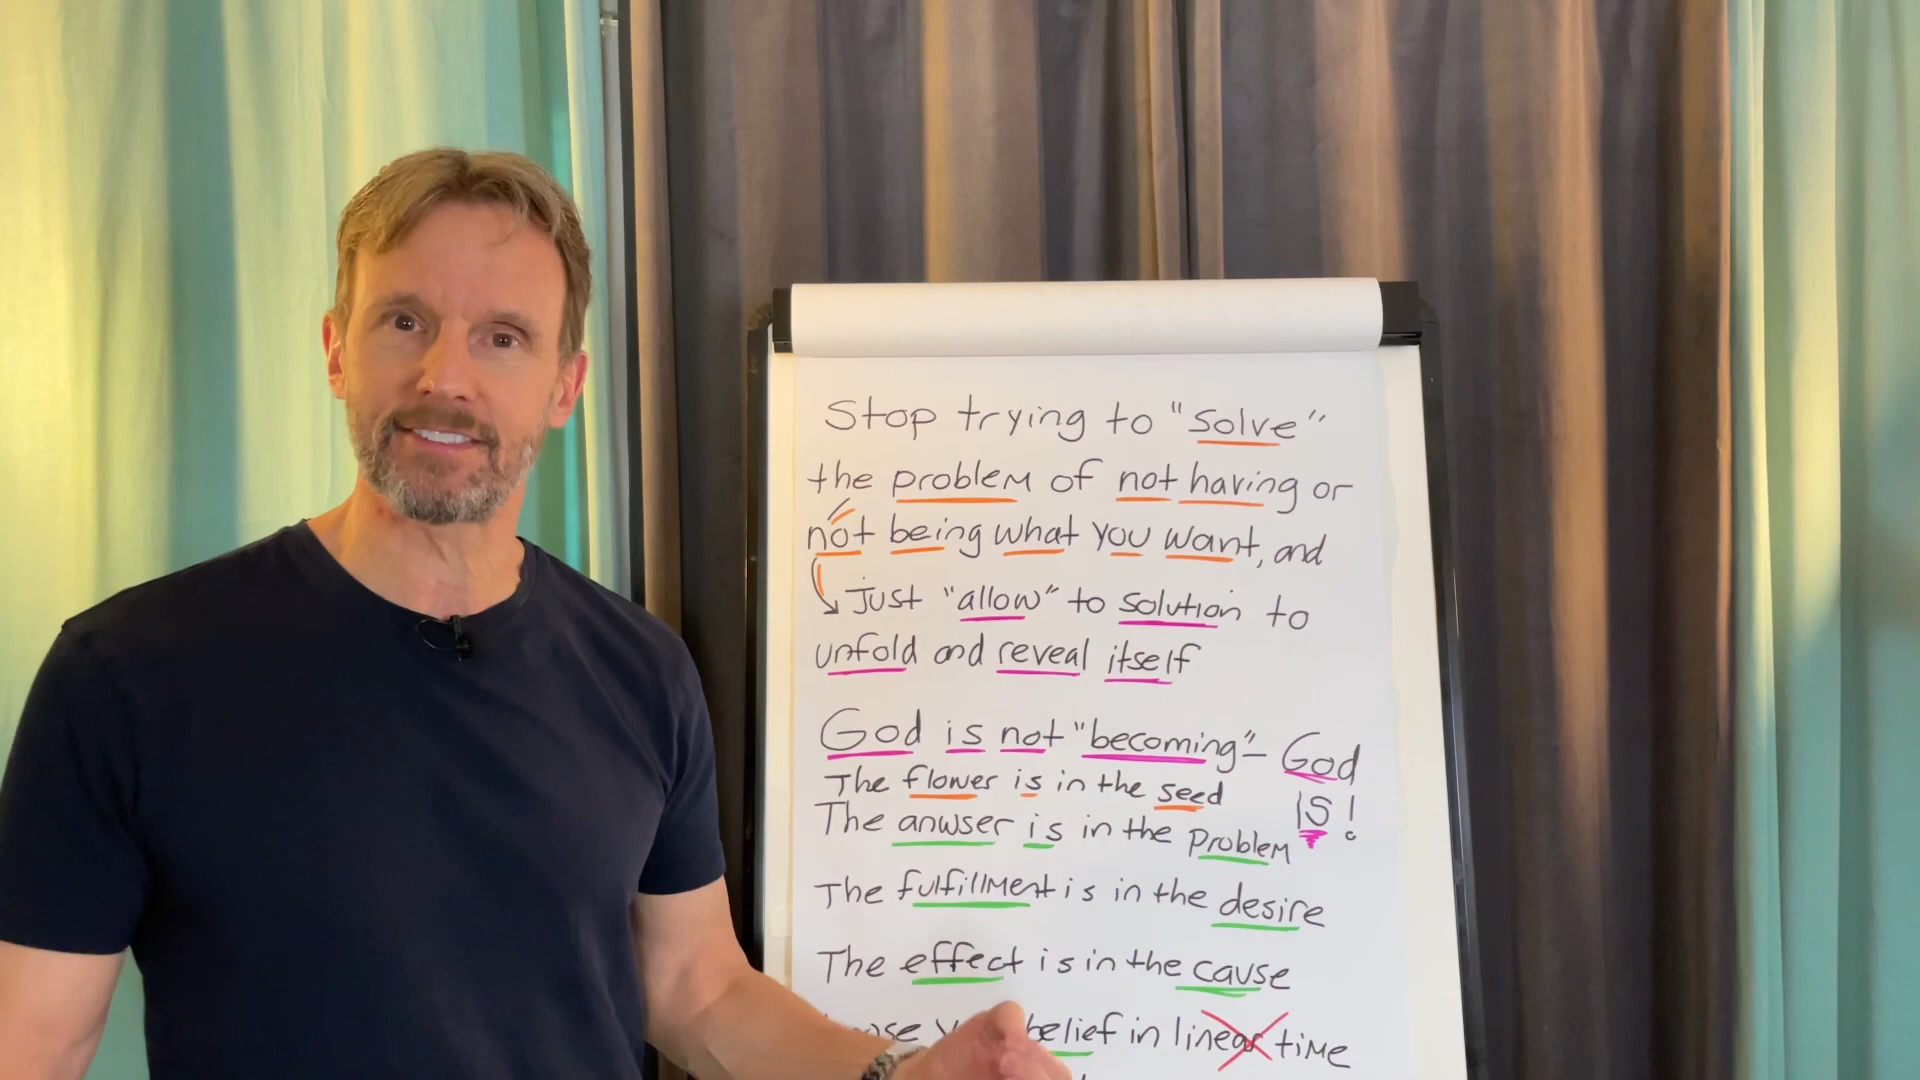 Stop trying to "solve"
the problem of not having or
not being what you want, and
just "allow" to solution to
unfold and reveal itself
God is not "becoming" - God
IS!
The flower is in the seed
The anwser is in the problem
The fulfillment is in the desire
The effect is in the cause
belief in linear time